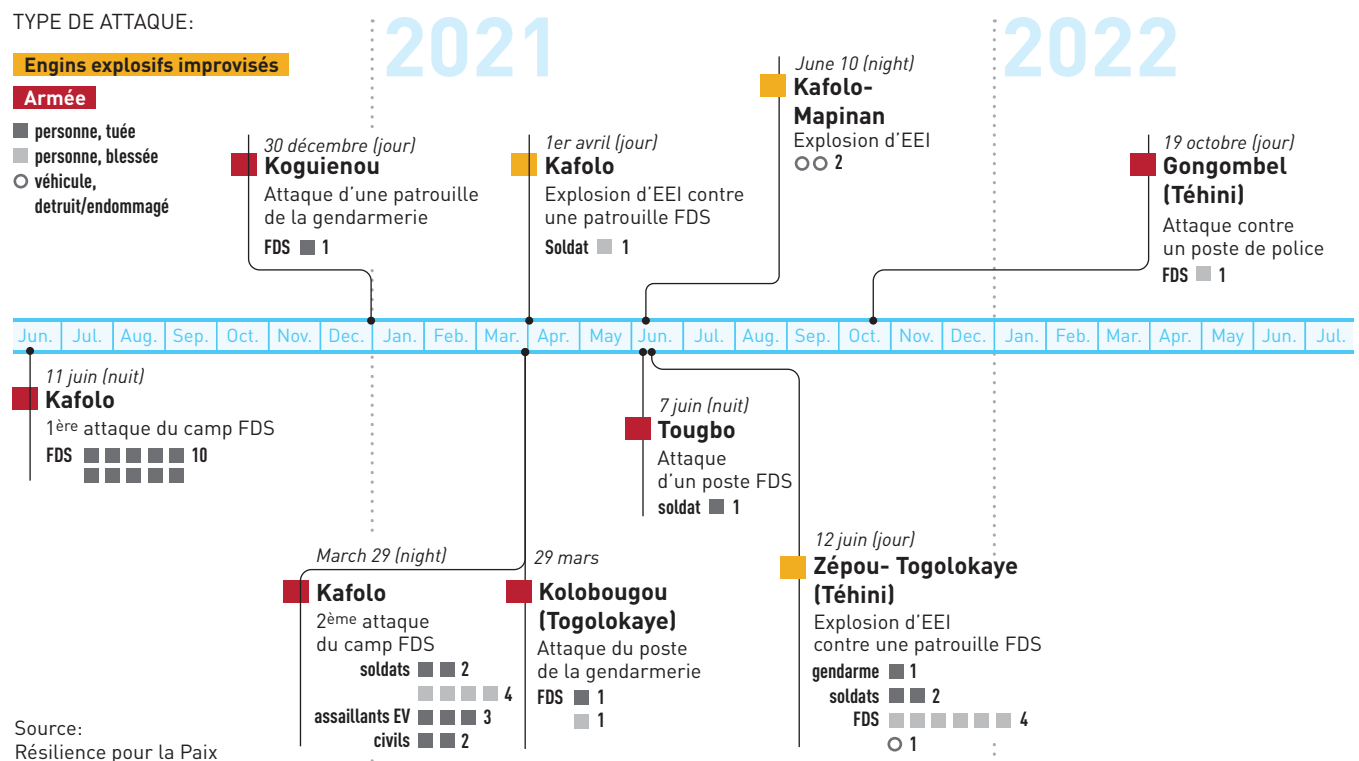 TYPE DE ATTAQUE:
Engins explosifs improvisés
Armée
personne, tuée
personne, blessée
véhicule,
detruit/endommagé
2021
2022
30 décembre (jour)
Koguienou
Attaque d'une patrouille
de la gendarmerie
FDS 1
1er avril (jour)
Kafolo
Explosion d'EEI contre
une patrouille FDS
Soldat 1
June 10 (night)
Kafolo-
Mapinan
Explosion d'EEI
2
19 octobre (jour)
Gongombel
(Téhini)
Attaque contre
un poste de police
FDS 1
Jun. Jul. Aug. Sep. Oct. Nov. Dec. Jan. Feb. Mar. Apr. May Jun. Jul. Aug. Sep. Oct. Nov. Dec. Jan. Feb. Mar. Apr. May Jun. Jul.
11 juin (nuit)
Kafolo
1ère attaque du camp FDS
FDS 10
March 29 (night)
Kafolo
2ème attaque
du camp FDS
soldats 2
4
assaillants EV 3
civils 2
29 mars
Kolobougou
(Togolokaye)
Attaque du poste
de la gendarmerie
FDS 1
1
7 juin (nuit)
Tougbo
Attaque
d'un poste FDS
soldat 1
12 juin (jour)
Zépou- Togolokaye
(Téhini)
Explosion d'EEI
contre une patrouille FDS
gendarme 1
soldats 2
FDS 4
1
Source:
Résilience pour la Paix